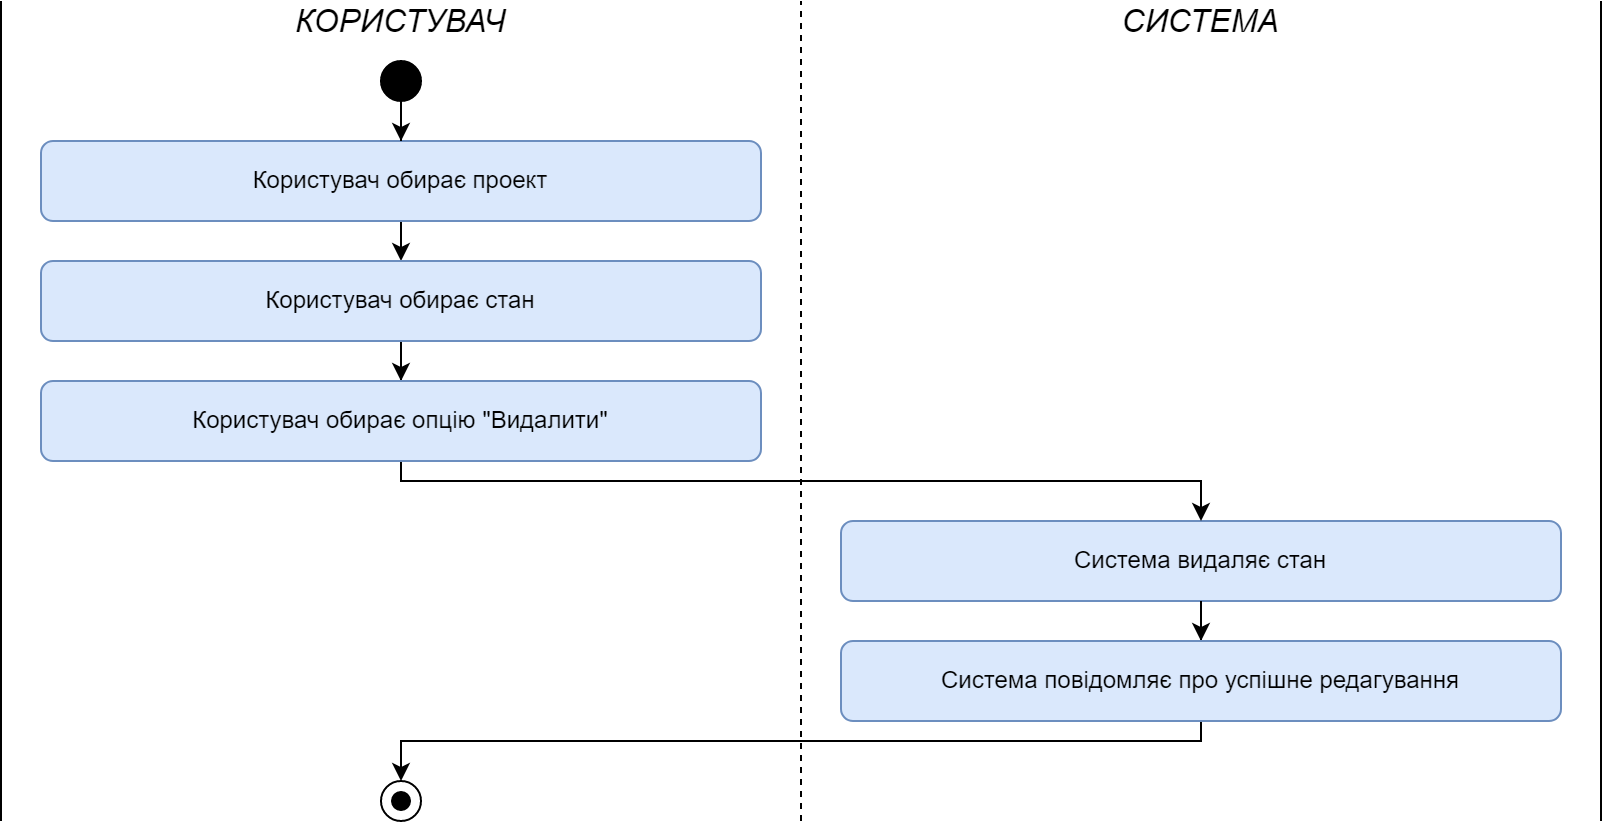 КОРИСТУВАЧ
СИСТЕМА
Користувач обирає проект
Користувач обирає стан
Користувач обирає опцію "Видалити"
Система видаляє стан
Система повідомляє про успішне редагування